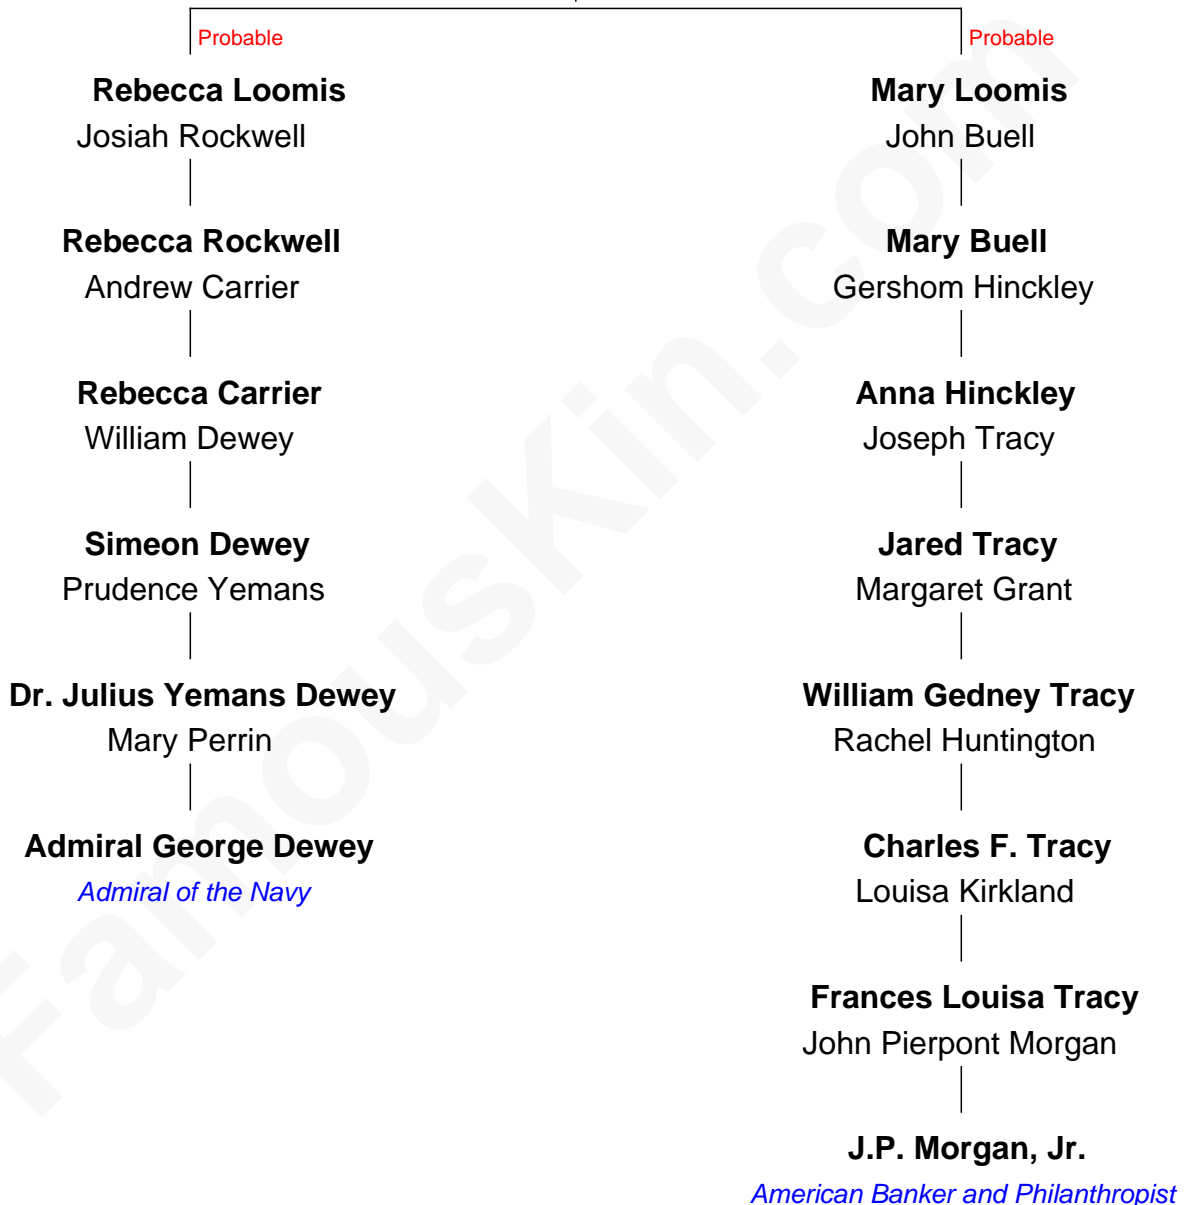 Probable
Rebecca Loomis
Josiah Rockwell
Rebecca Rockwell
Andrew Carrier
Rebecca Carrier
William Dewey
Simeon Dewey
Prudence Yemans
Dr. Julius Yemans Dewey
Mary Perrin
Admiral George Dewey
Admiral of the Navy
Probable
Mary Loomis
John Buell
Mary Buell
Gershom Hinckley
Anna Hinckley
Joseph Tracy
Jared Tracy
Margaret Grant
William Gedney Tracy
Rachel Huntington
Charles F. Tracy
Louisa Kirkland
Frances Louisa Tracy
John Pierpont Morgan
J.P. Morgan, Jr.
American Banker and Philanthropist
FamousKin.com